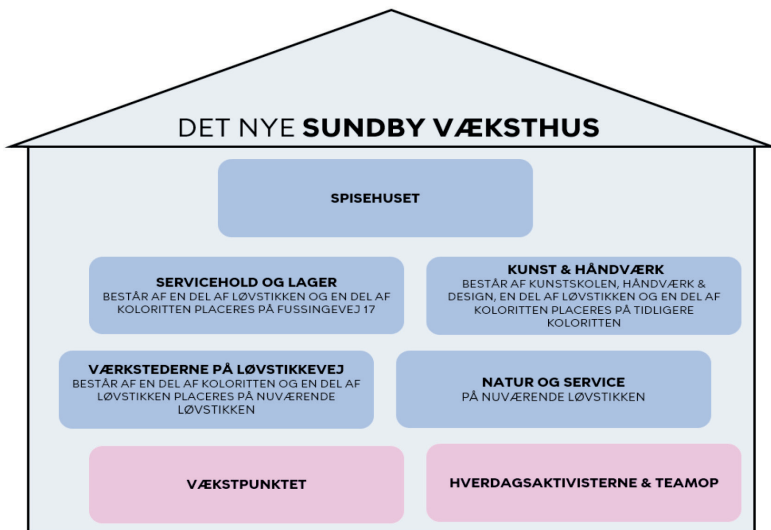 DET NYE SUNDBY VÆKSTHUS
SPISEHUSET
SERVICEHOLD OG LAGER
BESTÅR AF EN DEL AF LØVSTIKKEN OG EN DEL AF
KOLORITTEN PLACERES PÅ FUSSINGEVEJ 17
KUNST & HÅNDVÆRK
BESTÅR AF KUNSTSKOLEN, HÅNDVÆRK &
DESIGN, EN DEL AF LØVSTIKKEN OG EN DEL AF
KOLORITTEN PLACERES PÅ TIDLIGERE
KOLORITTEN
VÆRKSTEDERNE PÅ LØVSTIKKEVEJ
BESTÅR AF EN DEL AF KOLORITTEN OG EN DEL AF
LØVSTIKKEN PLACERES PÅ NUVÆRENDE
LØVSTIKKEN
NATUR OG SERVICE
PÅ NUVÆRENDE LØVSTIKKEN
VÆKSTPUNKTET
HVERDAGSAKTIVISTERNE & TEAMOP